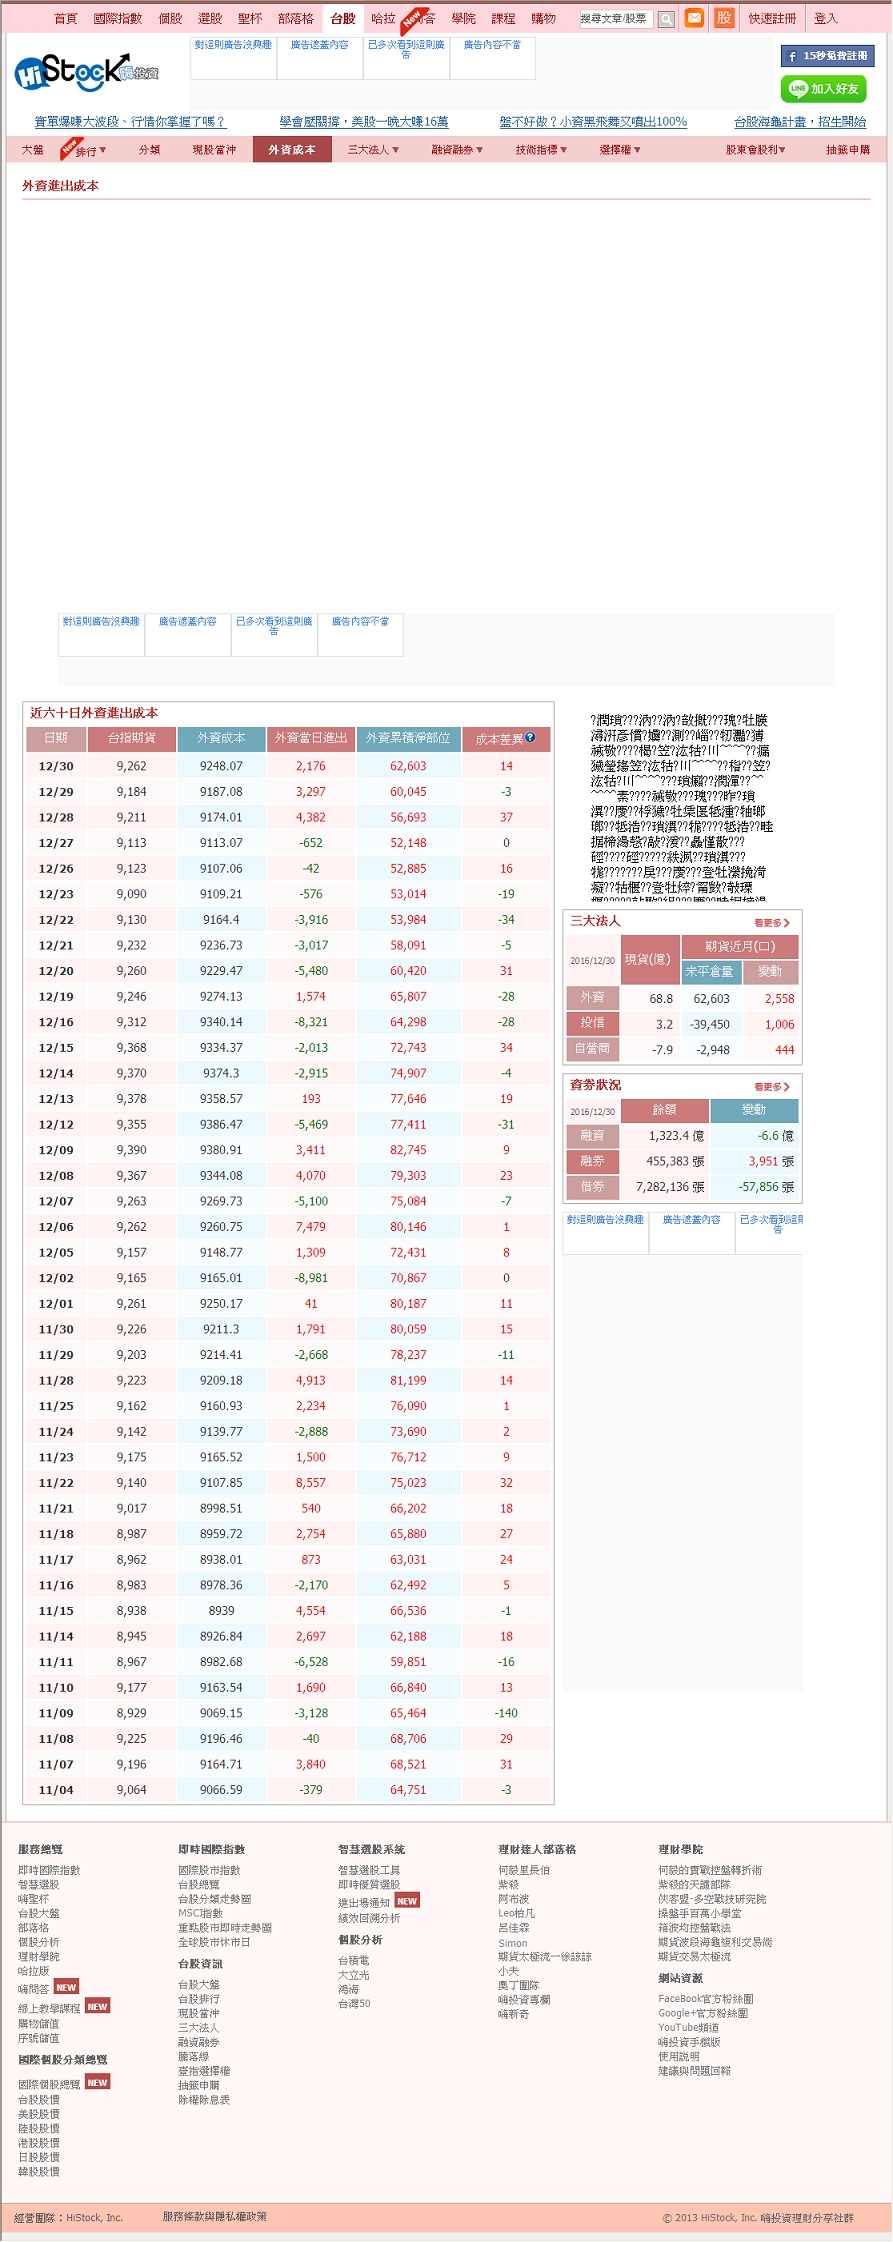 首頁 國際指數 個股 選股 聖杯 部落格 台股 哈拉 New 答 學院 課程 購物 搜尋文章/股票 股 快速註冊 登入
HiStock 嗨投資
對這則廣告沒興趣 廣告遮蓋內容 已多次看到這則廣告 廣告內容不當
15秒免費註冊
LINE 加入好友
賓單爆賺大波段、行情你掌握了嗎？ 學會壓關撐，美股一晚大賺16萬 盤不好做？小資黑飛舞又噴出100% 台股海龜計畫，招生開始
大盤 New 排行▼ 分類 現股當沖 外資成本 三大法人▼ 融資融券▼ 技術指標▼ 選擇權▼ 股東會股利▼ 抽籤申購
外資進出成本
對這則廣告沒興趣 廣告遮蓋內容 已多次看到這則廣告 廣告內容不當
近六十日外資進出成本
日期 台指期貨 外資成本 外資當日進出 外資累積淨部位 成本差異?
12/30 9,262 9248.07 2,176 62,603 14
12/29 9,184 9187.08 3,297 60,045 -3
12/28 9,211 9174.01 4,382 56,693 37
12/27 9,113 9113.07 -652 52,148 0
12/26 9,123 9107.06 -42 52,885 16
12/23 9,090 9109.21 -576 53,014 -19
12/22 9,130 9164.4 -3,916 53,984 -34
12/21 9,232 9236.73 -3,017 58,091 -5
12/20 9,260 9229.47 -5,480 60,420 31
12/19 9,246 9274.13 1,574 65,807 -28
12/16 9,312 9340.14 -8,321 64,298 -28
12/15 9,368 9334.37 -2,013 72,743 34
12/14 9,370 9374.3 -2,915 74,907 -4
12/13 9,378 9358.57 193 77,646 19
12/12 9,355 9386.47 -5,469 77,411 -31
12/09 9,390 9380.91 3,411 82,745 9
12/08 9,367 9344.08 4,070 79,303 23
12/07 9,263 9269.73 -5,100 75,084 -7
12/06 9,262 9260.75 7,479 80,146 1
12/05 9,157 9148.77 1,309 72,431 8
12/02 9,165 9165.01 -8,981 70,867 0
12/01 9,261 9250.17 41 80,187 11
11/30 9,226 9211.3 1,791 80,059 15
11/29 9,203 9214.41 -2,668 78,237 -11
11/28 9,223 9209.18 4,913 81,199 14
11/25 9,162 9160.93 2,234 76,090 1
11/24 9,142 9139.77 -2,888 73,690 2
11/23 9,175 9165.52 1,500 76,712 9
11/22 9,140 9107.85 8,557 75,023 32
11/21 9,017 8998.51 540 66,202 18
11/18 8,987 8959.72 2,754 65,880 27
11/17 8,962 8938.01 873 63,031 24
11/16 8,983 8978.36 -2,170 62,492 5
11/15 8,938 8939 4,554 66,536 -1
11/14 8,945 8926.84 2,697 62,188 18
11/11 8,967 8982.68 -6,528 59,851 -16
11/10 9,177 9163.54 1,690 66,840 13
11/09 8,929 9069.15 -3,128 65,464 -140
11/08 9,225 9196.46 -40 68,706 29
11/07 9,196 9164.71 3,840 68,521 31
11/04 9,064 9066.59 -379 64,751 -3
三大法人 看更多
2016/12/30 現貨(億) 期貨近月(口)
未平倉量 變動
外資 68.8 62,603 2,558
投信 3.2 -39,450 1,006
自營商 -7.9 -2,948 444
資券狀況 看更多
2016/12/30 餘額 變動
融資 1,323.4 億 -6.6 億
融券 455,383 張 3,951 張
借券 7,282,136 張 -57,856 張
對這則廣告沒興趣 廣告遮蓋內容 已多次看到這則廣告
服務總覽
即時國際指數
智慧選股
嗨聖杯
台股大盤
部落格
個股分析
理財學院
哈拉版
嗨問答 NEW
線上教學課程 NEW
購物儲值
序號儲值
國際個股分類總覽
國際個股總覽 NEW
台股股價
美股股價
陸股股價
港股股價
日股股價
韓股股價
即時國際指數
國際股市指數
台股總覽
台股分類走勢圖
MSCI指數
重點股市即時走勢圖
全球股市休市日
台股資訊
台股大盤
台股排行
現股當沖
三大法人
融資融券
騰落線
臺指選擇權
抽籤申購
除權除息表
智慧選股系統
智慧選股工具
即時優質選股
進出場通知 NEW
績效回溯分析
個股分析
台積電
大立光
鴻海
台灣50
理財達人部落格
何毅里長伯
紫殺
阿布波
Leo柏凡
呂佳霖
Simon
期貨太極流－徐諒諒
小夫
奧丁團隊
嗨投資專欄
嗨新奇
理財學院
何毅的實戰控盤轉折術
紫殺的天讖部隊
俠客盟-多空戰技研究院
操盤手百萬小學堂
箱波均控盤戰法
期貨波段海龜複利交易術
期貨交易太極流
網站資源
FaceBook官方粉絲團
Google+官方粉絲團
YouTube頻道
嗨投資手機版
使用說明
建議與問題回報
經營團隊：HiStock, Inc. 服務條款與隱私權政策 © 2013 HiStock, Inc. 嗨投資理財分享社群